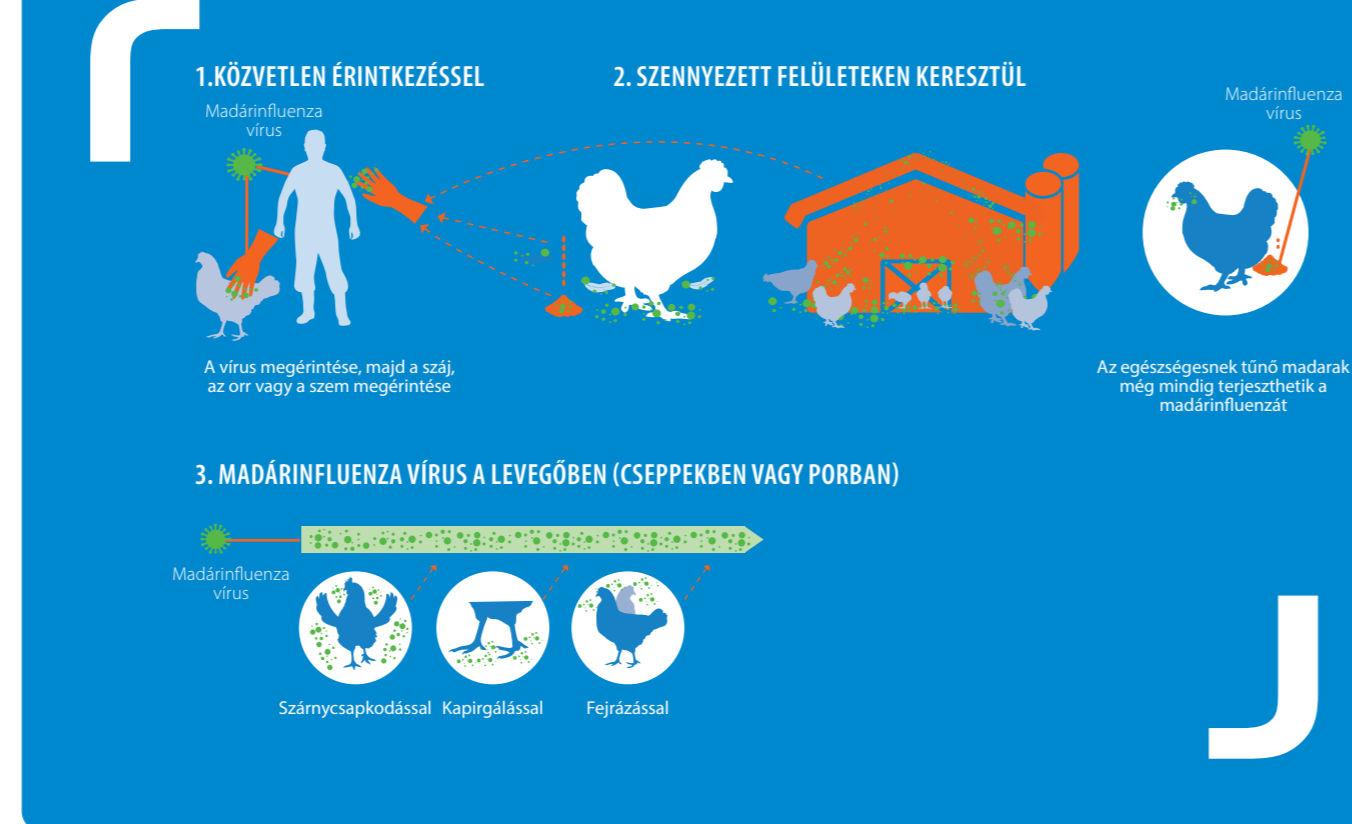 1.KÖZVETLEN ÉRINTKEZÉSSEL
Madárinfluenza
vírus
A vírus megérintése, majd a száj,
az orr vagy a szem megérintése
2. SZENNYEZETT FELÜLETEKEN KERESZTÜL
Madárinfluenza
vírus
Az egészségesnek tűnő madarak
még mindig terjeszthetik a
madárinfluenzát
3. MADÁRINFLUENZA VÍRUS A LEVEGŐBEN (CSEPPEKBEN VAGY PORBAN)
Madárinfluenza
vírus
Szárnycsapkodással
Kapirgálással
Fejrázással